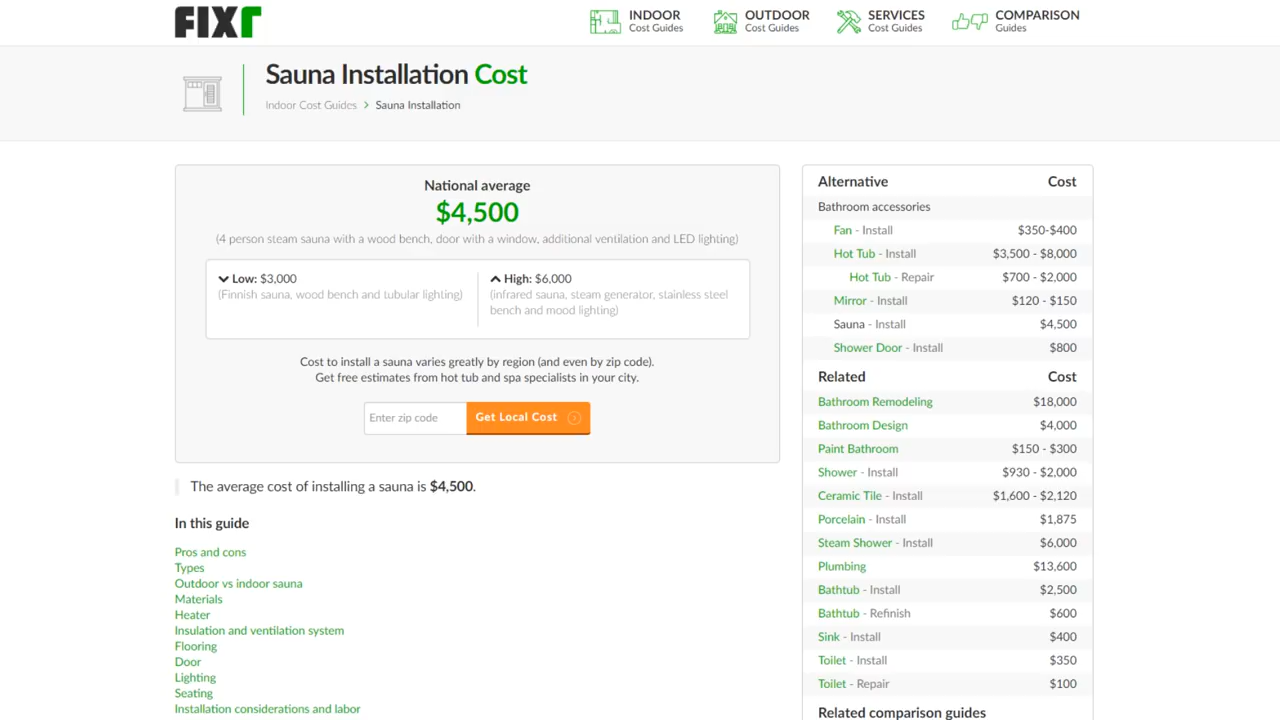 FIXr
INDOOR
Cost Guides
OUTDOOR
Cost Guides
SERVICES
Cost Guides
COMPARISON
Guides
Sauna Installation Cost
Indoor Cost Guides > Sauna Installation
National average
$4,500
(4 person steam sauna with a wood bench, door with a window, additional ventilation and LED lighting)
Low: $3,000
(Finnish sauna, wood bench and tubular lighting)
High: $6,000
(infrared sauna, steam generator, stainless steel
bench and mood lighting)
Cost to install a sauna varies greatly by region (and even by zip code).
Get free estimates from hot tub and spa specialists in your city.
Enter zip code
Get Local Cost
The average cost of installing a sauna is $4,500.
In this guide
Pros and cons
Types
Outdoor vs indoor sauna
Materials
Heater
Insulation and ventilation system
Flooring
Door
Lighting
Seating
Installation considerations and labor
Alternative Cost
Bathroom accessories
Fan - Install $350-$400
Hot Tub - Install $3,500 - $8,000
Hot Tub - Repair $700 - $2,000
Mirror - Install $120 - $150
Sauna - Install $4,500
Shower Door - Install $800
Related Cost
Bathroom Remodeling $18,000
Bathroom Design $4,000
Paint Bathroom $150 - $300
Shower - Install $930 - $2,000
Ceramic Tile - Install $1,600 - $2,120
Porcelain - Install $1,875
Steam Shower - Install $6,000
Plumbing $13,600
Bathtub - Install $2,500
Bathtub - Refinish $600
Sink - Install $400
Toilet - Install $350
Toilet - Repair $100
Related comparison guides